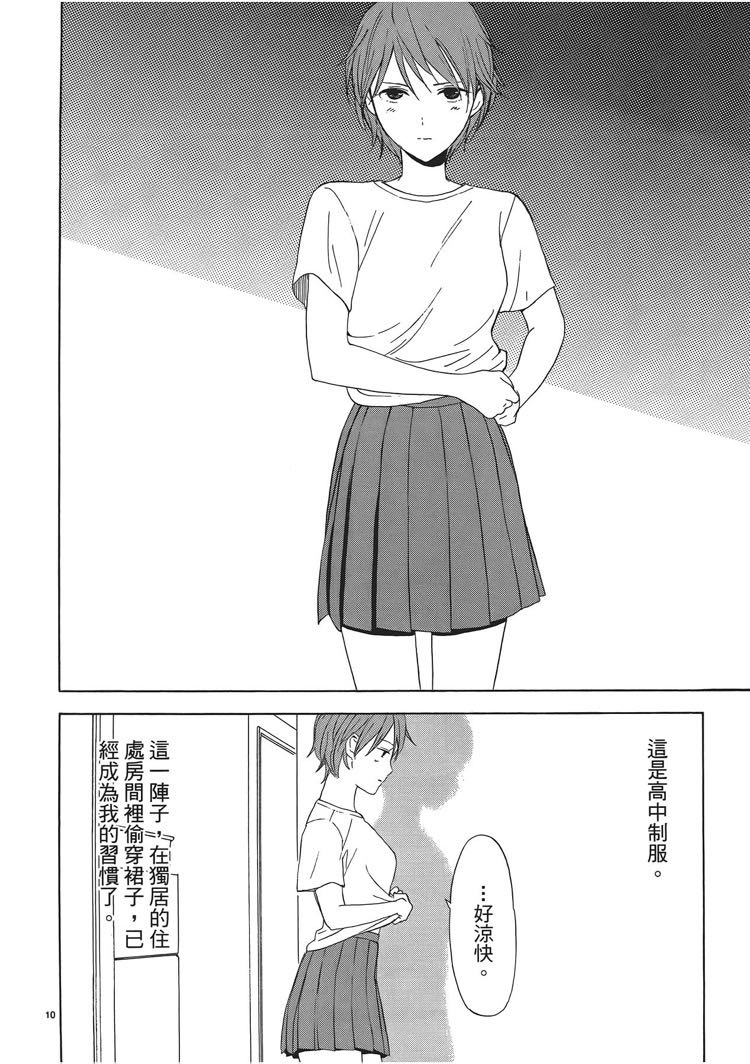 這是高中制服。
…好涼快。
這一陣子，在獨居的住
處房間裡偷穿裙子，已
經成為我的習慣了。
10